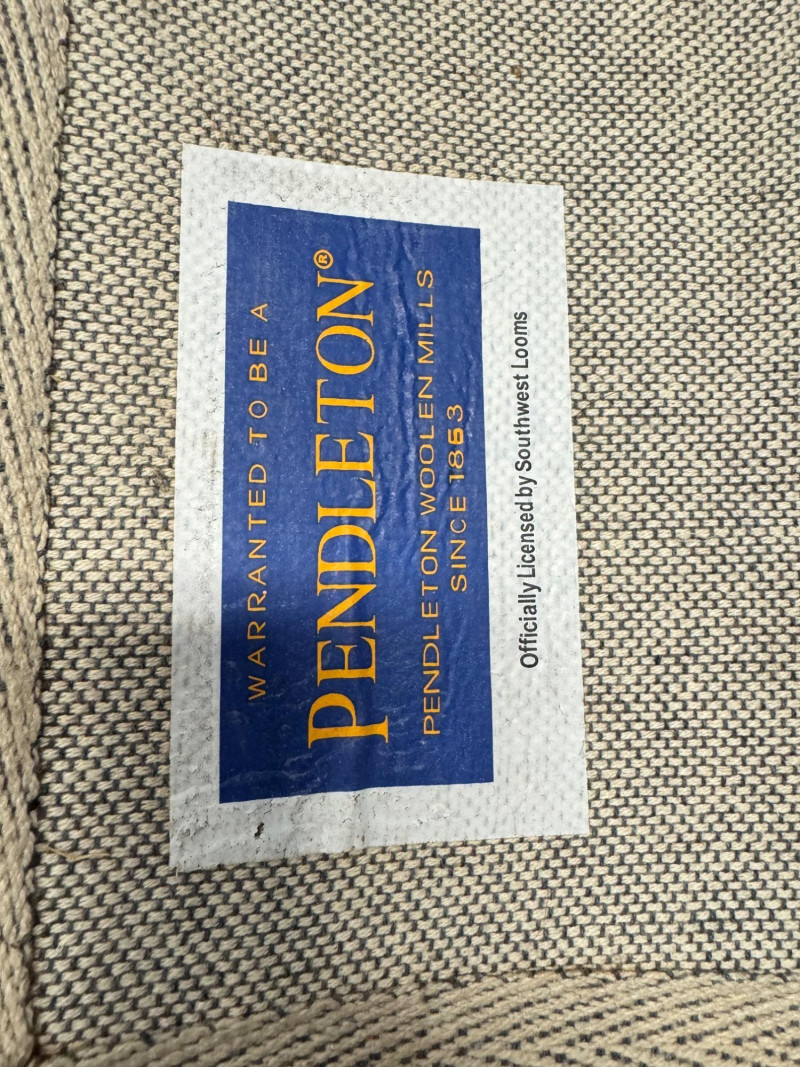 WARRANTED TO BE A
PENDLETON®
PENDLETON WOOLEN MILLS
SINCE 1863
Officially Licensed by Southwest Looms